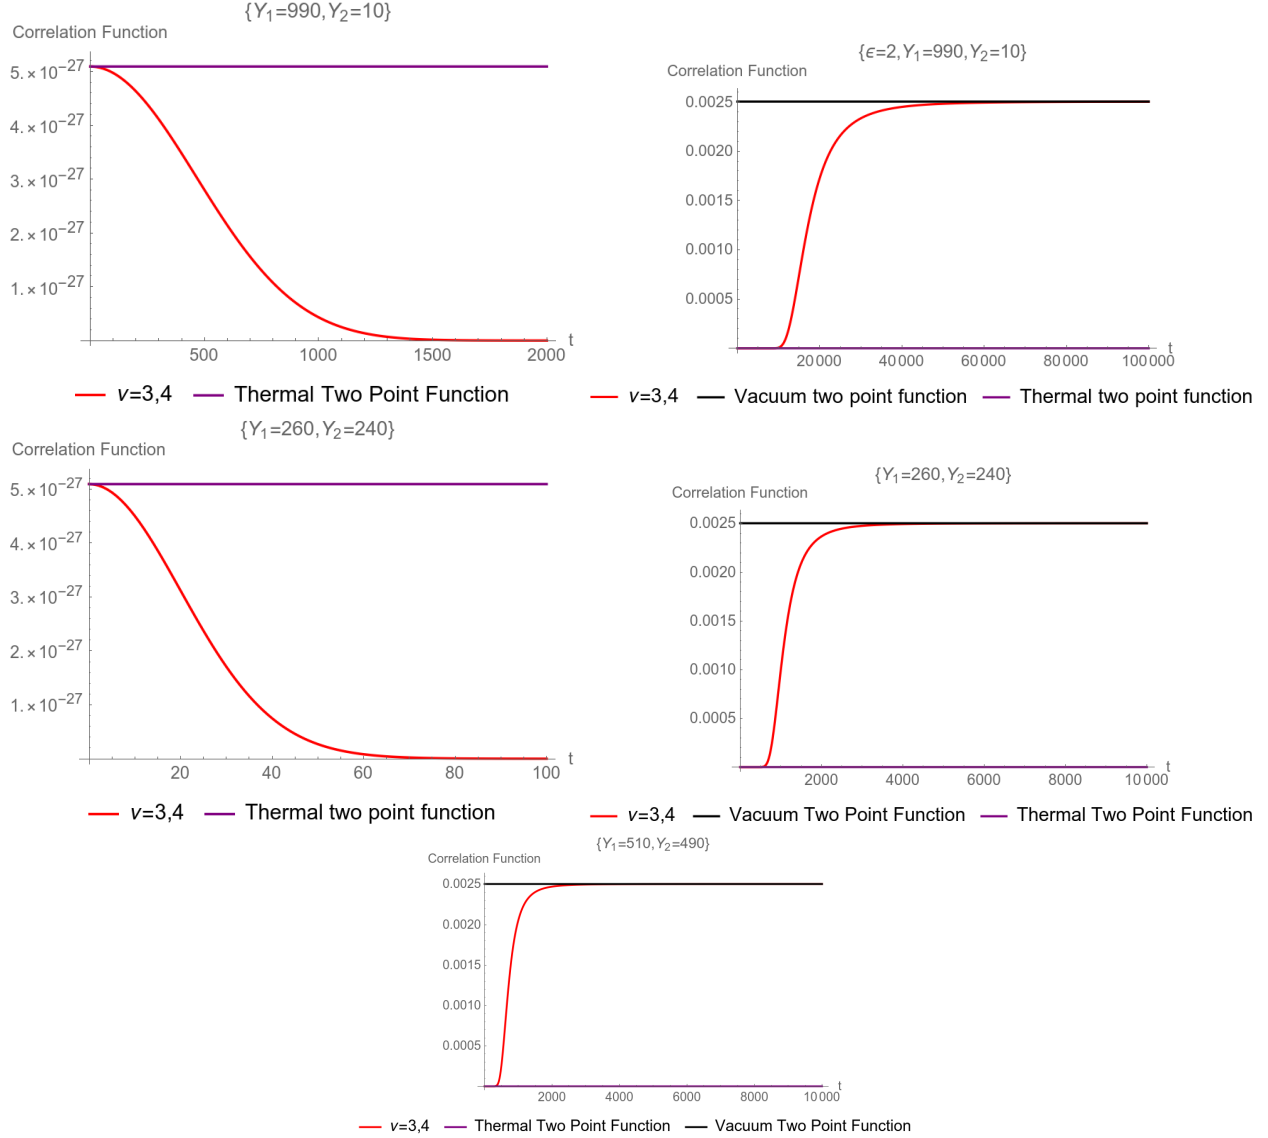 {Y₁=990,Y₂=10}
Correlation Function
5.×10⁻²⁷
4.×10⁻²⁷
3.×10⁻²⁷
2.×10⁻²⁷
1.×10⁻²⁷
500 1000 1500 2000
t
ν=3,4 Thermal Two Point Function
{ϵ=2,Y₁=990,Y₂=10}
Correlation Function
0.0025
0.0020
0.0015
0.0010
0.0005
20000 40000 60000 80000 100000
t
ν=3,4 Vacuum two point function Thermal two point function
{Y₁=260,Y₂=240}
Correlation Function
5.×10⁻²⁷
4.×10⁻²⁷
3.×10⁻²⁷
2.×10⁻²⁷
1.×10⁻²⁷
20 40 60 80 100
t
ν=3,4 Thermal two point function
{Y₁=260,Y₂=240}
Correlation Function
0.0025
0.0020
0.0015
0.0010
0.0005
2000 4000 6000 8000 10000
t
ν=3,4 Vacuum Two Point Function Thermal Two Point Function
{Y₁=510,Y₂=490}
Correlation Function
0.0025
0.0020
0.0015
0.0010
0.0005
2000 4000 6000 8000 10000
t
ν=3,4 Thermal Two Point Function Vacuum Two Point Function